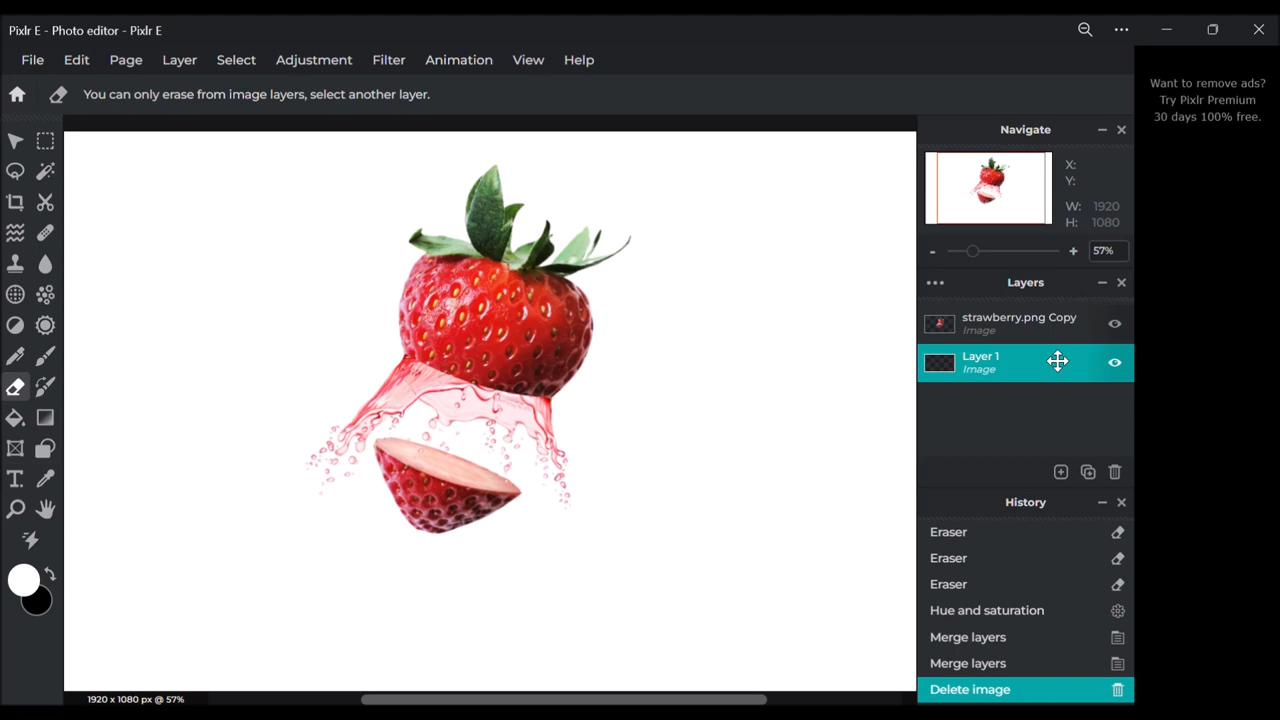 Pixlr E - Photo editor - Pixlr E
File Edit Page Layer Select Adjustment Filter Animation View Help
You can only erase from image layers, select another layer.
Want to remove ads?
Try Pixlr Premium
30 days 100% free.
Navigate
X:
Y:
W: 1920
H: 1080
- + 57%
Layers
strawberry.png Copy
Image
Layer 1
Image
History
Eraser
Eraser
Eraser
Hue and saturation
Merge layers
Merge layers
Delete image
1920 x 1080 px @ 57%